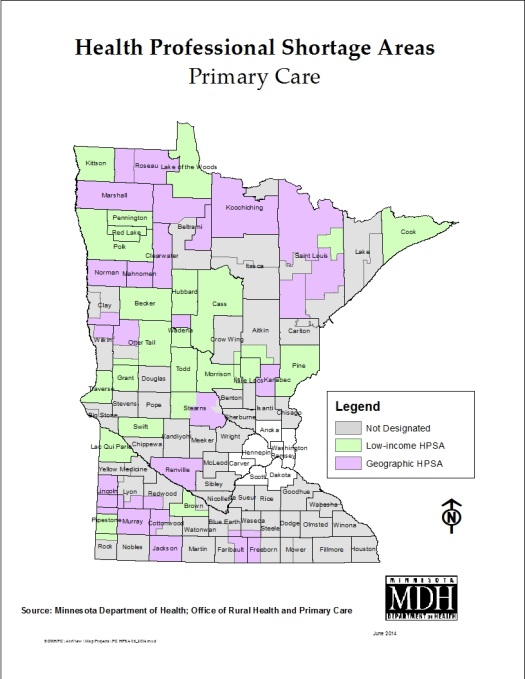 Health Professional Shortage Areas
Primary Care
Kittson
Roseau
Lake of the Woods
Marshall
Koochiching
Pennington
Beltrami
Red Lake
Cook
Polk
Clearwater
Saint Louis
Lake
Itasca
Norman
Mahnomen
Hubbard
Cass
Clay
Becker
Wadena
Aitkin
Carlton
Crow Wing
Wilkin
Otter Tail
Todd
Morrison
Pine
Mille Lacs
Kanabec
Grant
Douglas
Traverse
Benton
Stevens
Pope
Stearns
Isanti
Big Stone
Sherburne
Chisago
Swift
Anoka
Kandiyohi
Meeker
Wright
Lac Qui Parle
Chippewa
Hennepin
Washington
Ramsey
McLeod
Carver
Yellow Medicine
Renville
Scott
Dakota
Sibley
Lincoln
Lyon
Redwood
Goodhue
Nicollet
Le Sueur
Rice
Wabasha
Brown
Pipestone
Murray
Cottonwood
Watonwan
Blue Earth
Waseca
Steele
Dodge
Olmsted
Winona
Rock
Nobles
Jackson
Martin
Faribault
Freeborn
Mower
Fillmore
Houston
Legend
Not Designated
Low-income HPSA
Geographic HPSA
N
MINNESOTA
MDH
DEPARTMENT OF HEALTH
Source: Minnesota Department of Health; Office of Rural Health and Primary Care
June 2014